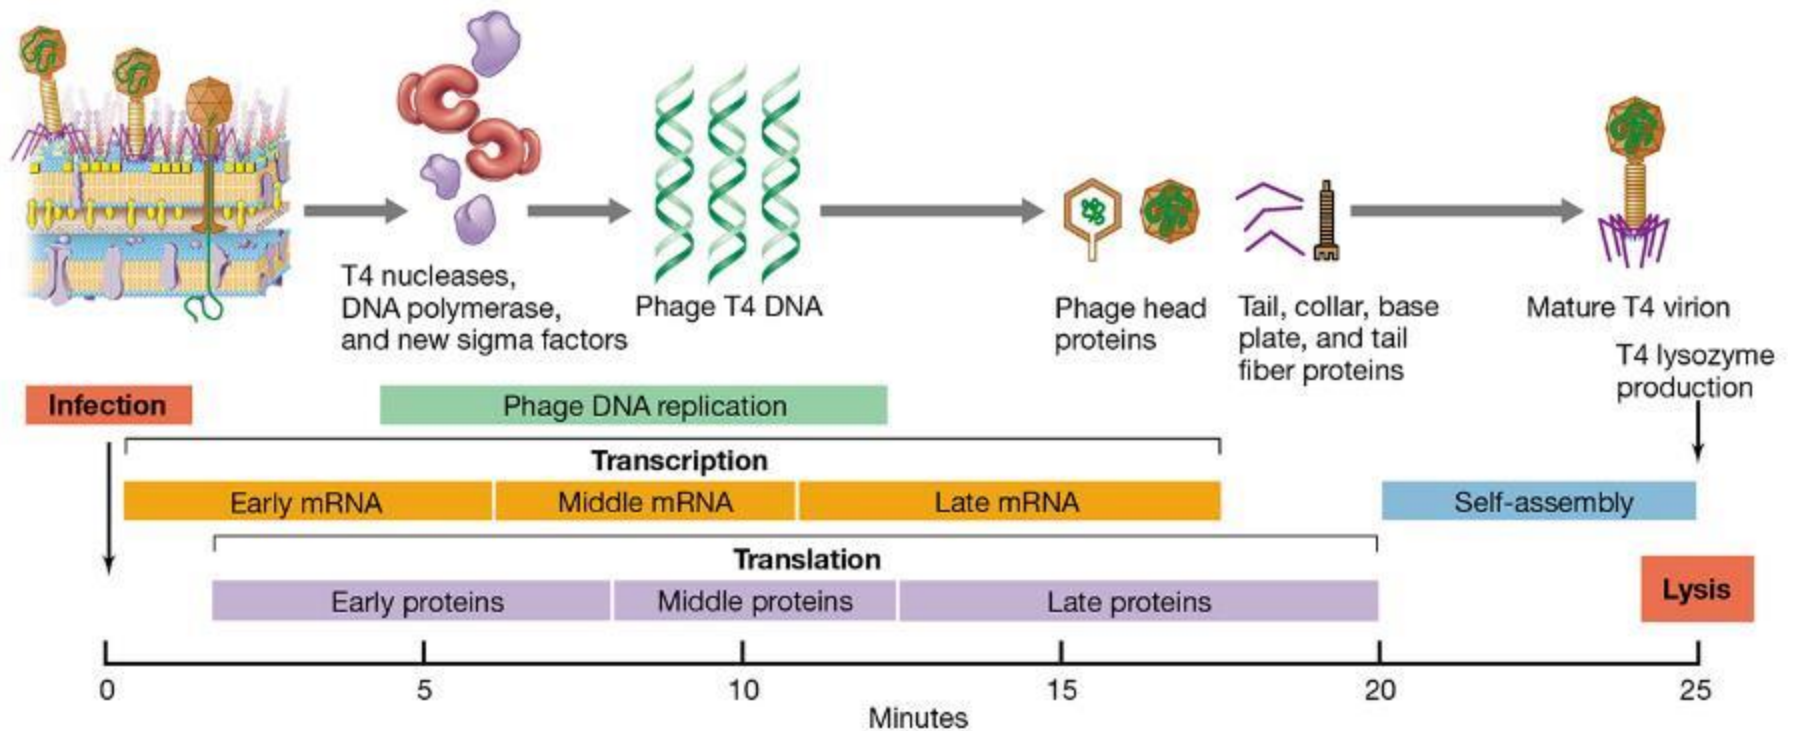 T4 nucleases,
DNA polymerase,
and new sigma factors
Phage T4 DNA
Phage head
proteins
Tail, collar, base
plate, and tail
fiber proteins
Mature T4 virion
T4 lysozyme
production
Infection
Phage DNA replication
Transcription
Early mRNA
Middle mRNA
Late mRNA
Self-assembly
Translation
Early proteins
Middle proteins
Late proteins
Lysis
0 5 10 15 20 25
Minutes